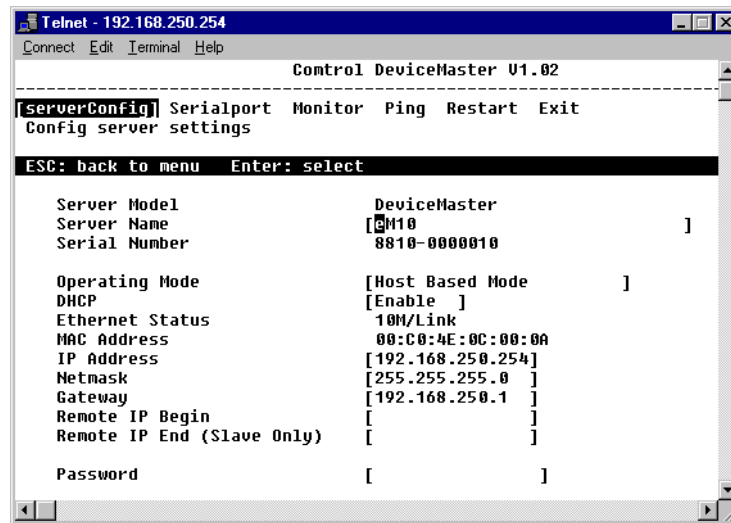 Telnet - 192.168.250.254
Connect Edit Terminal Help
Comtrol DeviceMaster V1.02
[serverConfig] Serialport Monitor Ping Restart Exit
Config server settings
ESC: back to menu Enter: select
Server Model DeviceMaster
Server Name [eM10 ]
Serial Number 8810-0000010
Operating Mode [Host Based Mode ]
DHCP [Enable ]
Ethernet Status 10M/Link
MAC Address 00:C0:4E:0C:00:0A
IP Address [192.168.250.254]
Netmask [255.255.255.0 ]
Gateway [192.168.250.1 ]
Remote IP Begin [ ]
Remote IP End (Slave Only) [ ]
Password [ ]